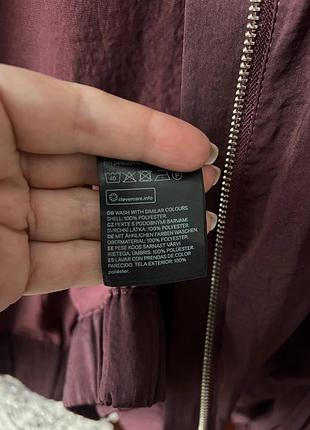 40
clevercare.info
GB WASH WITH SIMILAR COLOURS.
SHELL: 100% POLYESTER
CZ PERTE S PODOBNÝMI BARVAMI
SVRCHNÍ LÁTKA: 100% POLYESTER
DE MIT ÄHNLICHEN FARBEN WASCHEN.
OBERMATERIAL: 100% POLYESTER
EE PESE KOOS SARNAST VÄRVI
RIIETEGA. ÜMBRIS: 100% POLÜESTER
ES LAVAR CON PRENDAS DE COLOR
PARECIDO. TELA EXTERIOR: 100%
poliéster.